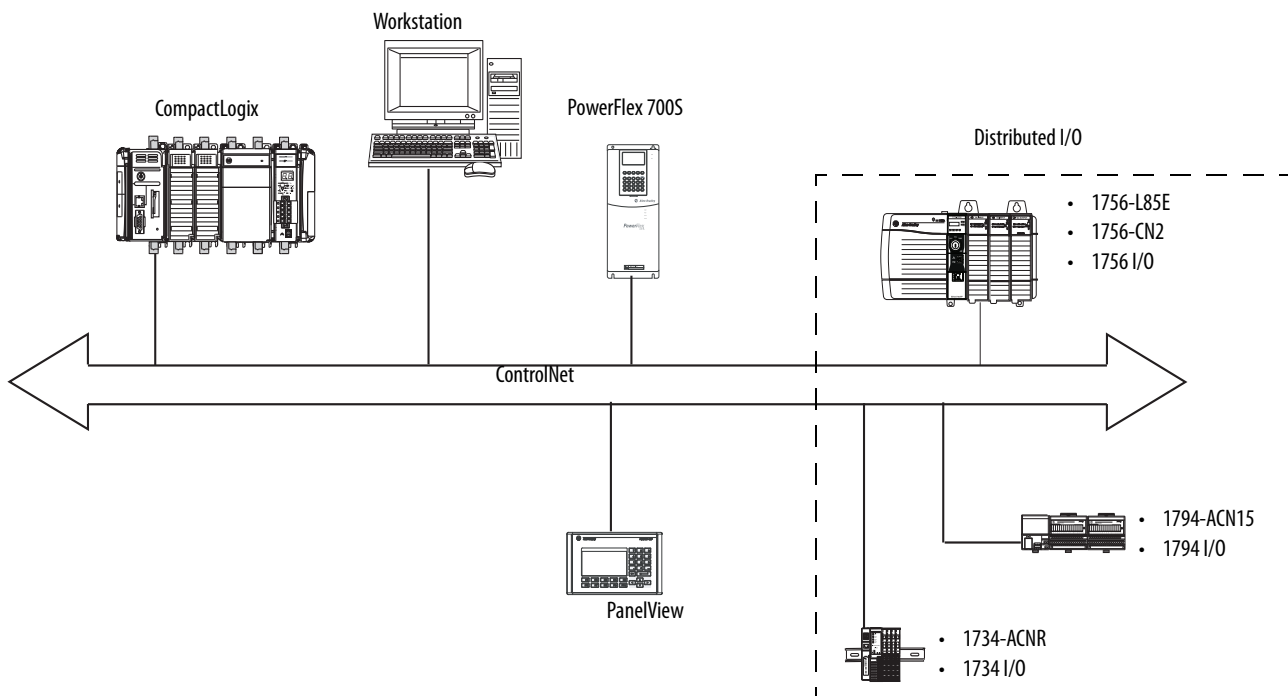 Workstation
CompactLogix
PowerFlex 700S
Distributed I/O
• 1756-L85E
• 1756-CN2
• 1756 I/O
ControlNet
• 1794-ACN15
• 1794 I/O
PanelView
• 1734-ACNR
• 1734 I/O